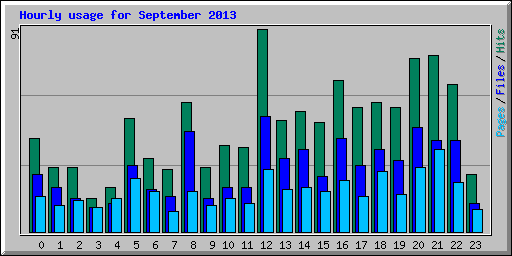 Hourly usage for September 2013
91
Pages / Files / Hits
0 1 2 3 4 5 6 7 8 9 10 11 12 13 14 15 16 17 18 19 20 21 22 23